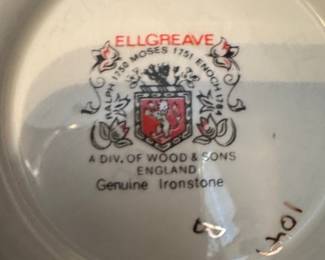 ELLGREAVE
RALPH 1750 MOSES 1751 ENOCH 1784
A DIV. OF WOOD & SONS
ENGLAND
Genuine Ironstone